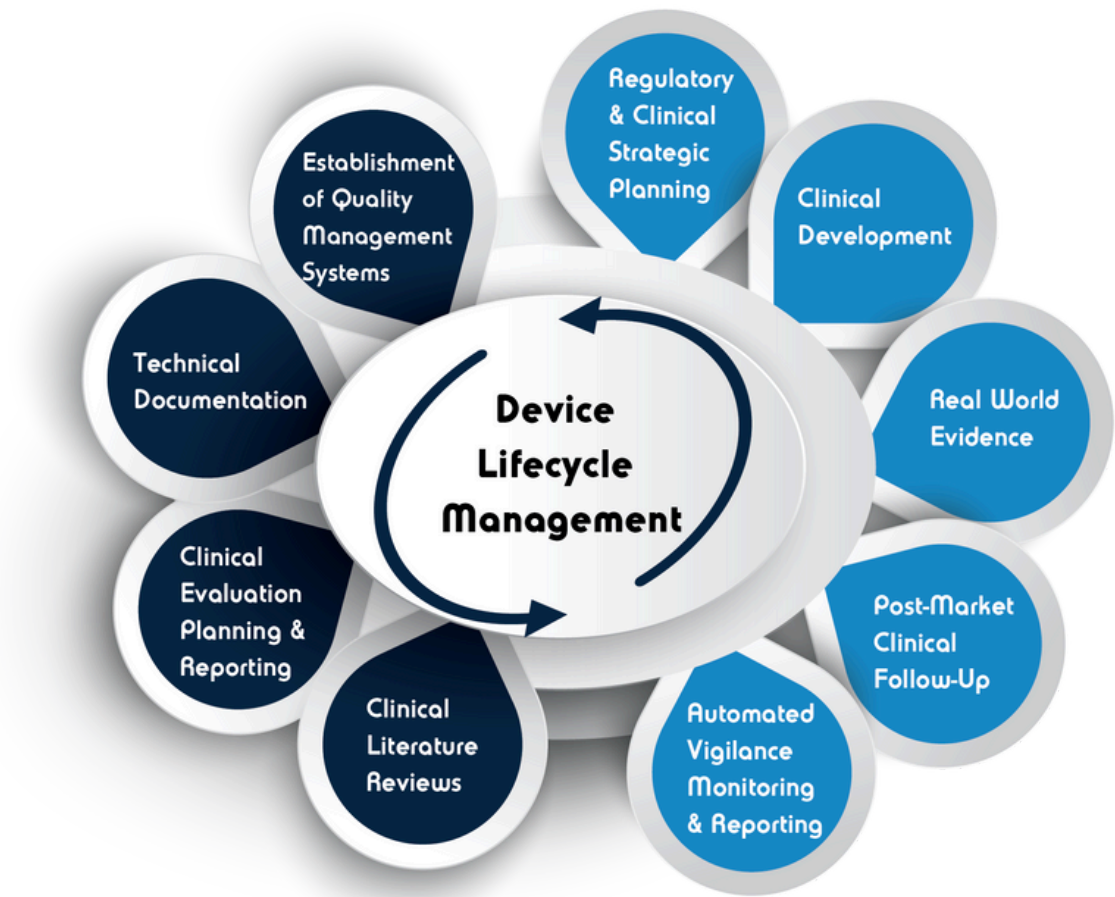 Regulatory
& Clinical
Strategic
Planning
Clinical
Development
Real World
Evidence
Post-Market
Clinical
Follow-Up
Automated
Vigilance
Monitoring
& Reporting
Clinical
Literature
Reviews
Clinical
Evaluation
Planning &
Reporting
Technical
Documentation
Establishment
of Quality
Management
Systems
Device
Lifecycle
Management